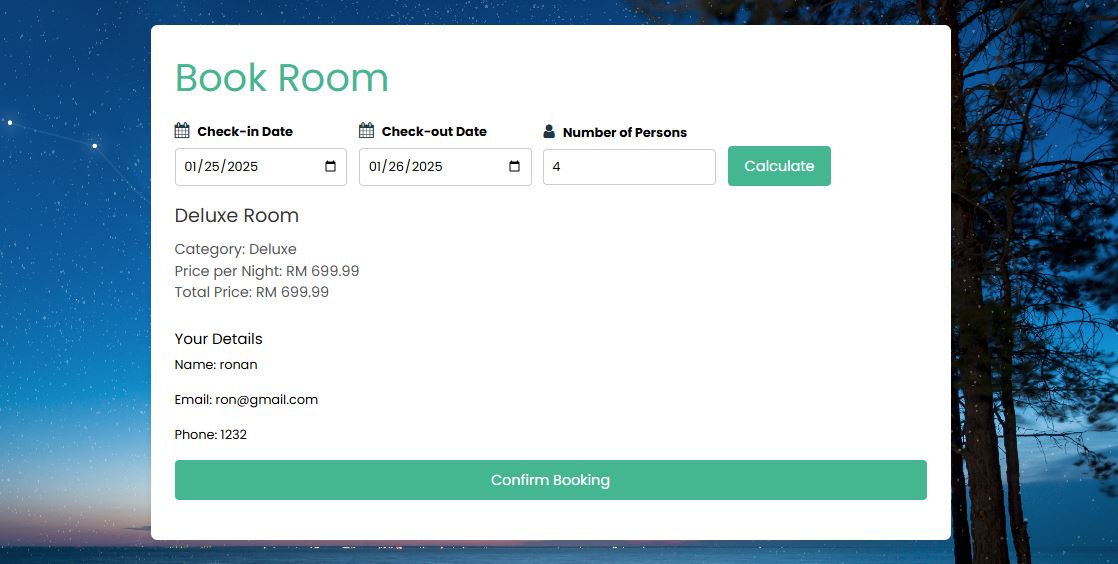 Book Room
Check-in Date Check-out Date Number of Persons
01/25/2025 01/26/2025 4 Calculate
Deluxe Room
Category: Deluxe
Price per Night: RM 699.99
Total Price: RM 699.99
Your Details
Name: ronan
Email: ron@gmail.com
Phone: 1232
Confirm Booking